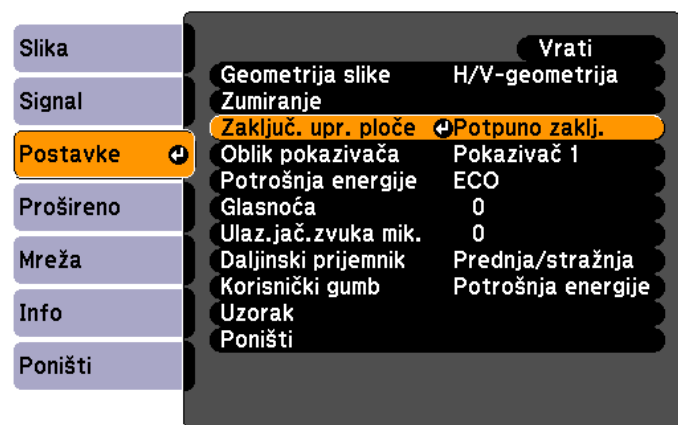 Slika
Signal
Postavke
Prošireno
Mreža
Info
Poništi
Vrati
Geometrija slike H/V-geometrija
Zumiranje
Zaključ. upr. ploče Potpuno zaklj.
Oblik pokazivača Pokazivač 1
Potrošnja energije ECO
Glasnoća 0
Ulaz.jač.zvuka mik. 0
Daljinski prijemnik Prednja/stražnja
Korisnički gumb Potrošnja energije
Uzorak
Poništi